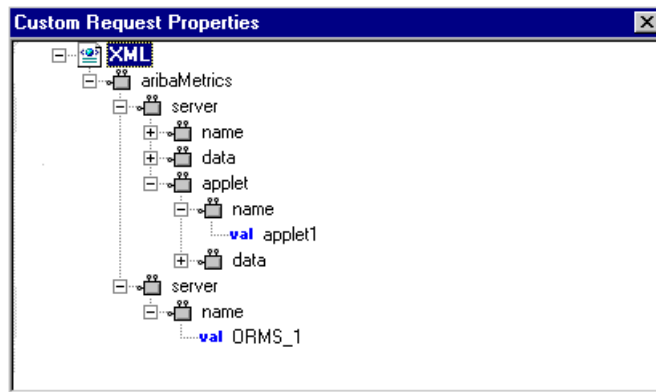 Custom Request Properties
XML
aribaMetrics
server
name
data
applet
name
val applet1
data
server
name
val ORMS_1